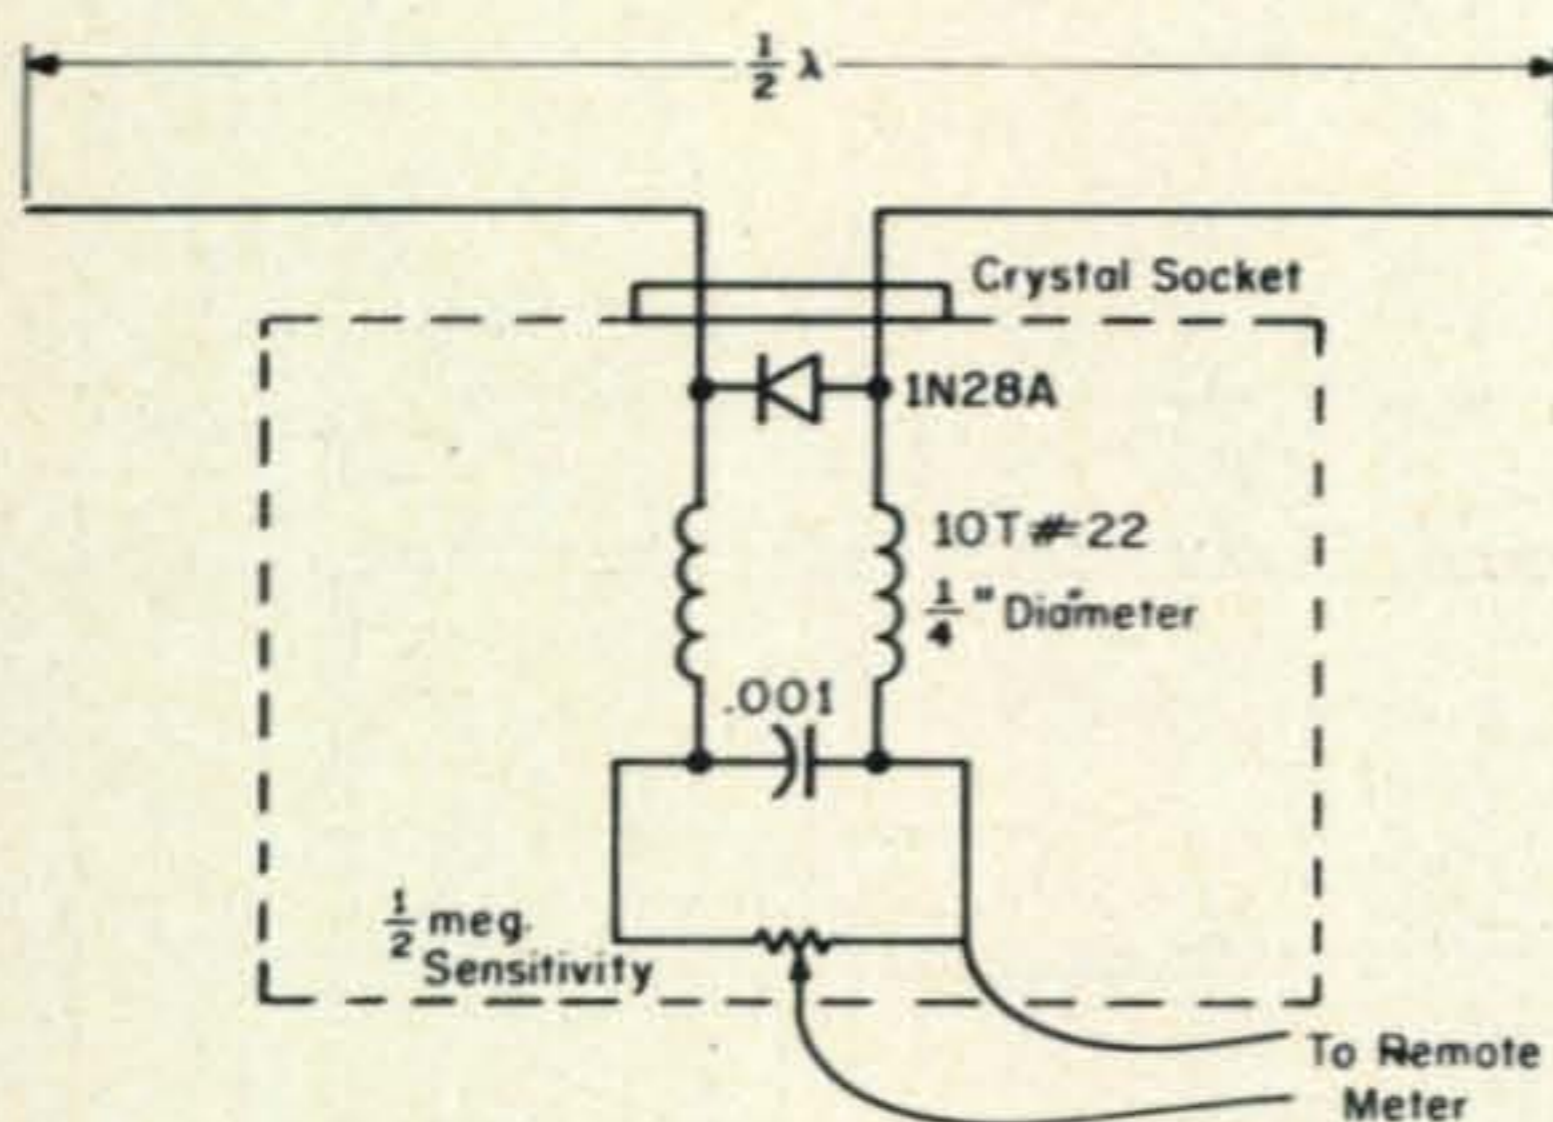 ½ λ
Crystal Socket
1N28A
10T#22
¼" Diameter
.001
½ meg.
Sensitivity
To Remote
Meter